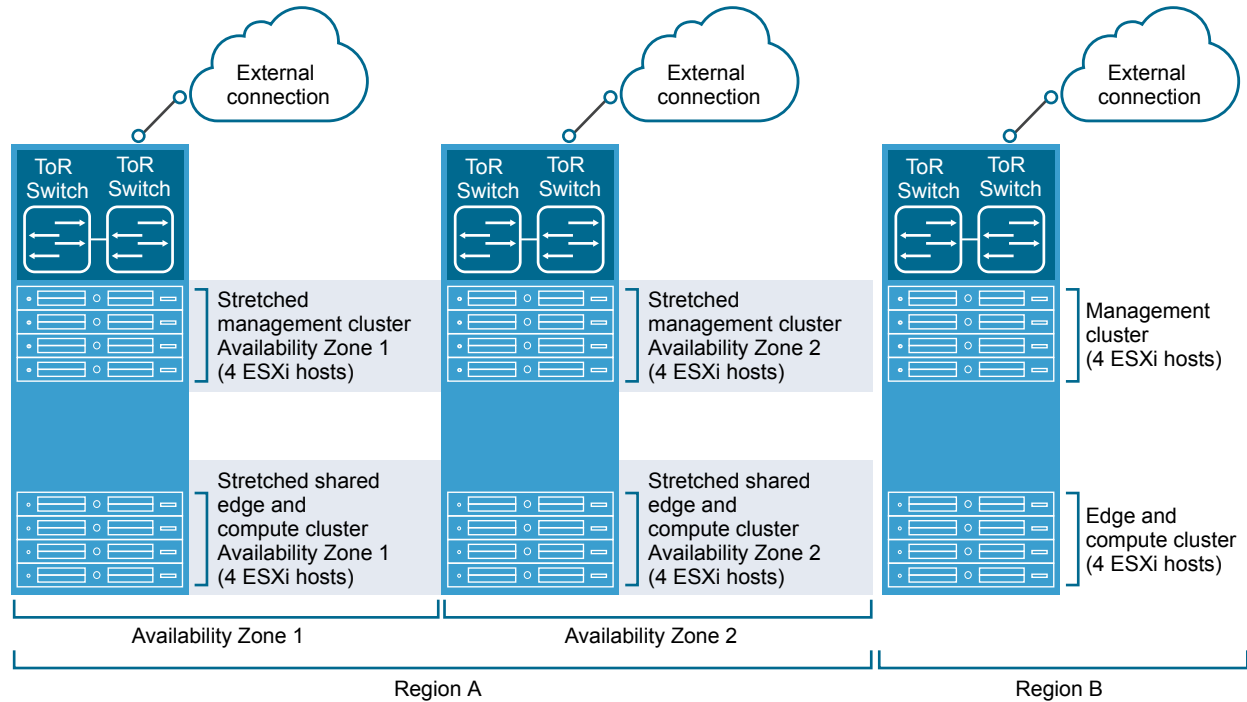 External
connection
External
connection
External
connection
ToR
Switch
ToR
Switch
ToR
Switch
ToR
Switch
ToR
Switch
ToR
Switch
Stretched
management cluster
Availability Zone 1
(4 ESXi hosts)
Stretched
management cluster
Availability Zone 2
(4 ESXi hosts)
Management
cluster
(4 ESXi hosts)
Stretched shared
edge and
compute cluster
Availability Zone 1
(4 ESXi hosts)
Stretched shared
edge and
compute cluster
Availability Zone 2
(4 ESXi hosts)
Edge and
compute cluster
(4 ESXi hosts)
Availability Zone 1
Availability Zone 2
Region A
Region B